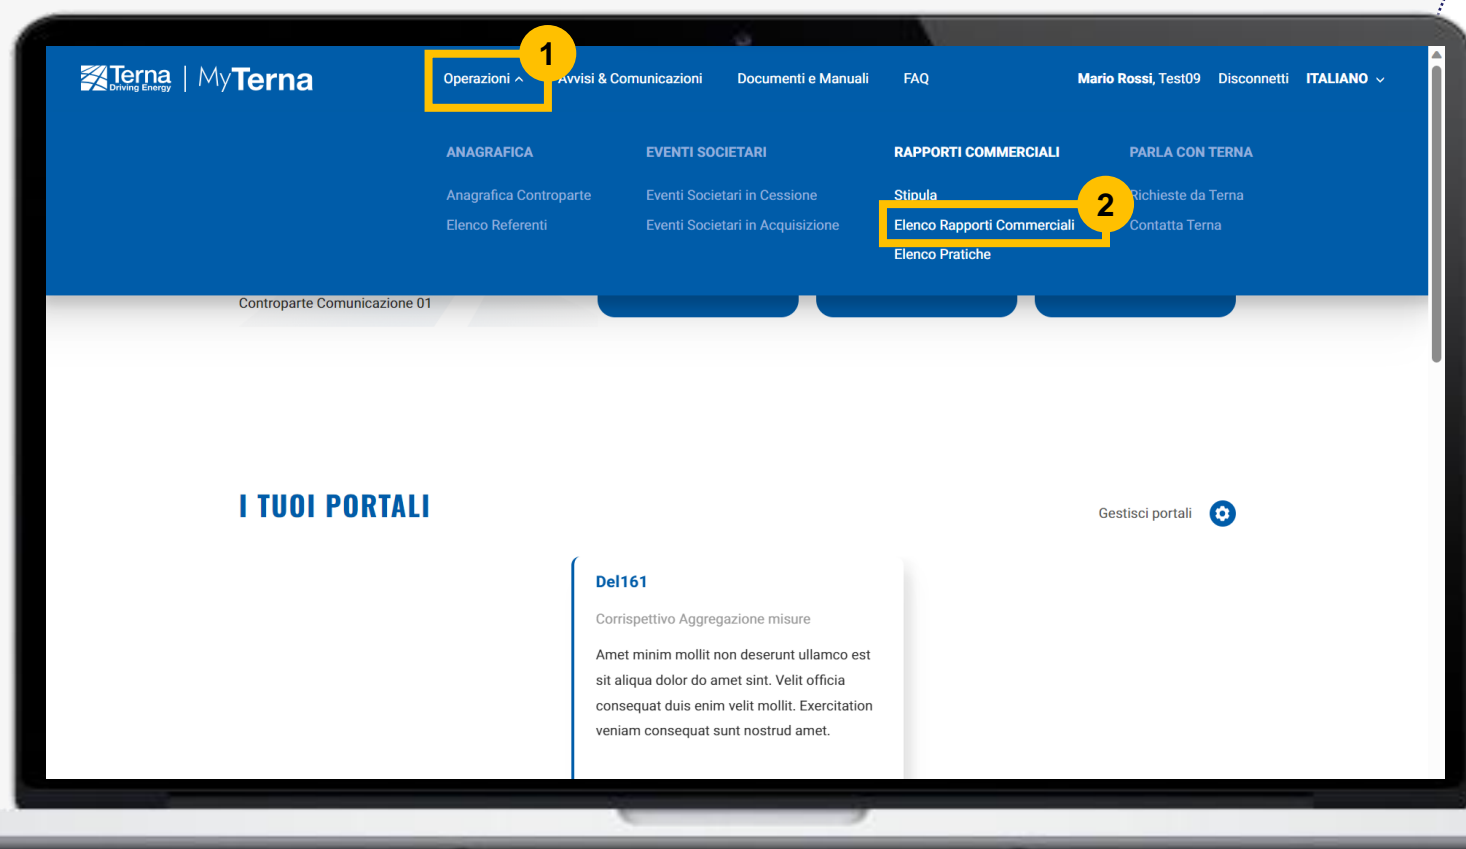 Terna
Driving Energy
MyTerna
Operazioni
1
Avvisi & Comunicazioni
Documenti e Manuali
FAQ
Mario Rossi, Test09
Disconnetti
ITALIANO
ANAGRAFICA
Anagrafica Controparte
Elenco Referenti
EVENTI SOCIETARI
Eventi Societari in Cessione
Eventi Societari in Acquisizione
RAPPORTI COMMERCIALI
Stipula
2
Elenco Rapporti Commerciali
Elenco Pratiche
PARLA CON TERNA
Richieste da Terna
Contatta Terna
Controparte Comunicazione 01
I TUOI PORTALI
Gestisci portali
Del161
Corrispettivo Aggregazione misure
Amet minim mollit non deserunt ullamco est
sit aliqua dolor do amet sint. Velit officia
consequat duis enim velit mollit. Exercitation
veniam consequat sunt nostrud amet.